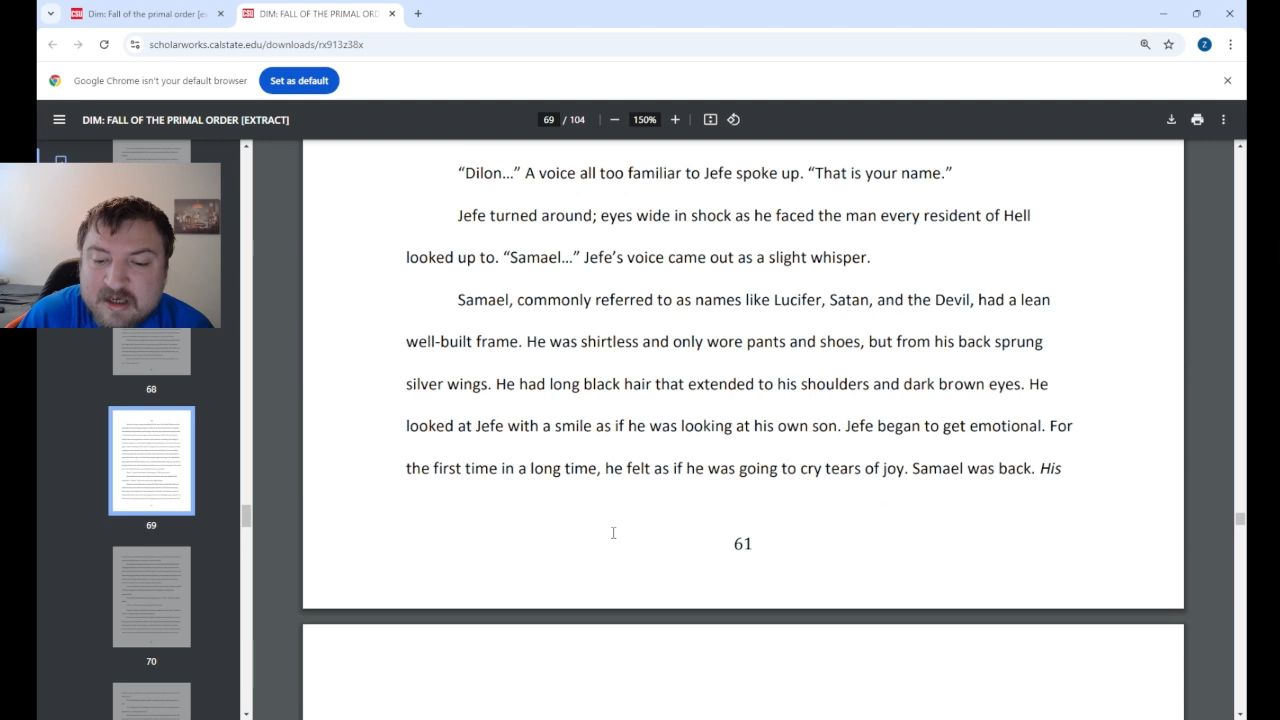 Dim: Fall of the primal order [e
DIM: FALL OF THE PRIMAL ORD
scholarworks.calstate.edu/downloads/rx913z38x
Z
Google Chrome isn't your default browser
Set as default
DIM: FALL OF THE PRIMAL ORDER [EXTRACT]
69 / 104
150%
“Dilon…” A voice all too familiar to Jefe spoke up. “That is your name.”
Jefe turned around; eyes wide in shock as he faced the man every resident of Hell
looked up to. “Samael…” Jefe’s voice came out as a slight whisper.
Samael, commonly referred to as names like Lucifer, Satan, and the Devil, had a lean
well-built frame. He was shirtless and only wore pants and shoes, but from his back sprung
silver wings. He had long black hair that extended to his shoulders and dark brown eyes. He
looked at Jefe with a smile as if he was looking at his own son. Jefe began to get emotional. For
the first time in a long time, he felt as if he was going to cry tears of joy. Samael was back. His
61
68
69
70